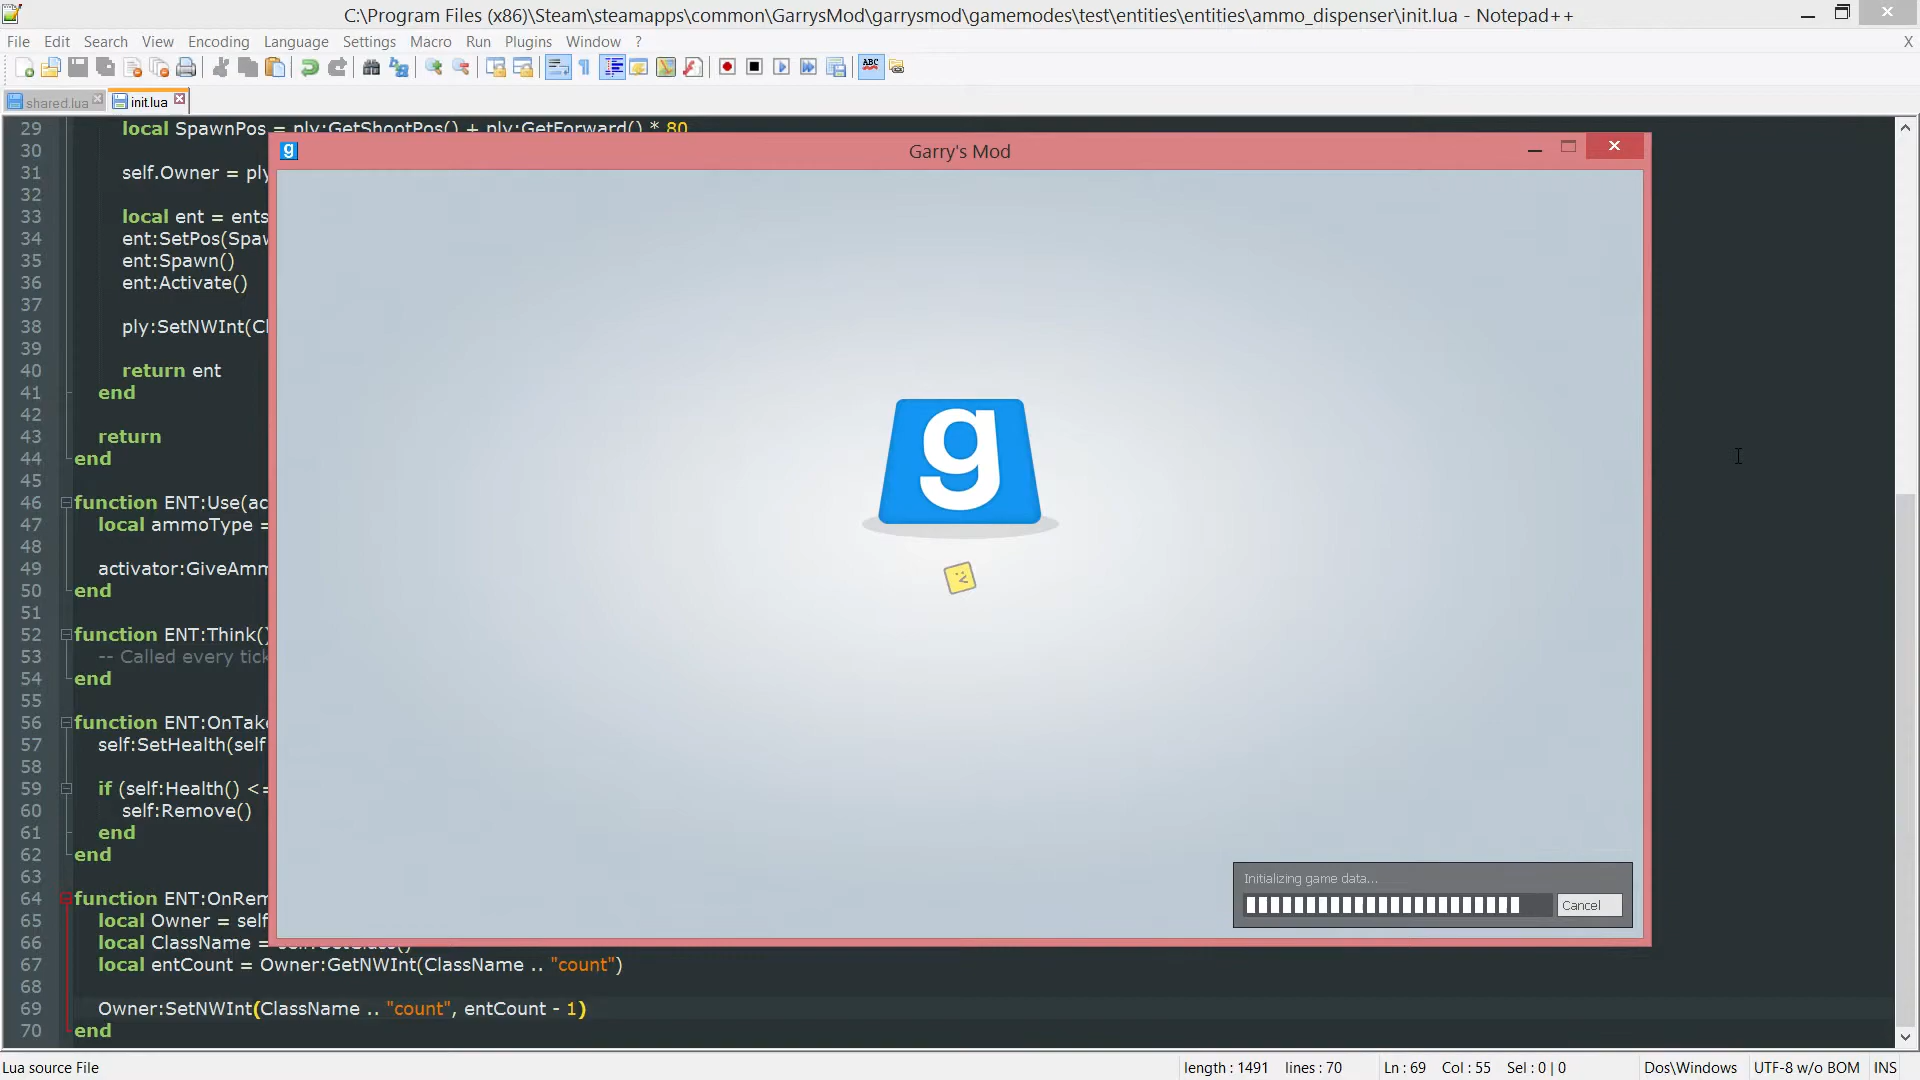 C:\Program Files (x86)\Steam\steamapps\common\GarrysMod\garrysmod\gamemodes\test\entities\entities\ammo_dispenser\init.lua - Notepad++
File Edit Search View Encoding Language Settings Macro Run Plugins Window ? X
ABC
shared.lua init.lua
29 local SpawnPos = ply:GetShootPos() + ply:GetForward() * 80
30
Garry's Mod
31 self.Owner = ply
32
33 local ent = ents
34 ent:SetPos(Spaw
35 ent:Spawn()
36 ent:Activate()
37
38 ply:SetNWInt(Cl
39
40 return ent
41 end
42
43 return
44 end
45
46 function ENT:Use(ac
47 local ammoType =
48
49 activator:GiveAmm
50 end
51
52 function ENT:Think()
53 -- Called every tick
54 end
55
56 function ENT:OnTake
57 self:SetHealth(self
58
59 if (self:Health() <=
60 self:Remove()
61 end
62 end
63
64 function ENT:OnRem
65 local Owner = self
66 local ClassName = self:GetClass()
67 local entCount = Owner:GetNWInt(ClassName .. "count")
68
69 Owner:SetNWInt(ClassName .. "count", entCount - 1)
70 end
g
Initializing game data...
Cancel
Lua source File length : 1491 lines : 70 Ln : 69 Col : 55 Sel : 0 | 0 Dos\Windows UTF-8 w/o BOM INS